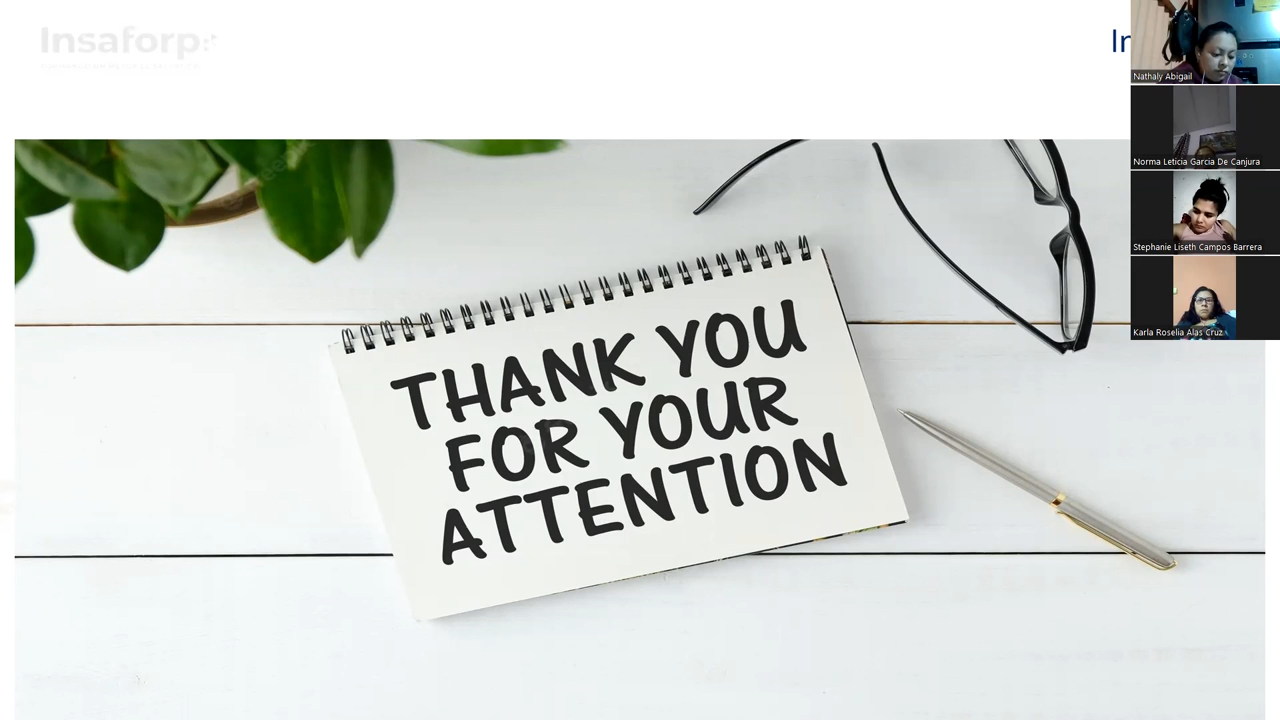 Insaforp
In
Nathaly Abigail
Norma Leticia Garcia De Canjura
Stephanie Liseth Campos Barrera
Karla Roselia Alas Cruz
THANK YOU
FOR YOUR
ATTENTION